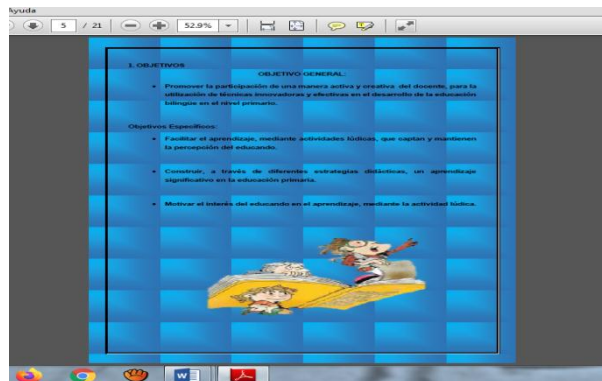 Ayuda
5 / 21 52.9%
1. OBJETIVOS
OBJETIVO GENERAL:
• Promover la participación de una manera activa y creativa del docente, para la
utilización de técnicas innovadoras y efectivas en el desarrollo de la educación
bilingüe en el nivel primario.
Objetivos Específicos:
• Facilitar el aprendizaje, mediante actividades lúdicas, que captan y mantienen
la percepción del educando.
• Construir, a través de diferentes estrategias didácticas, un aprendizaje
significativo en la educación primaria.
• Motivar el interés del educando en el aprendizaje, mediante la actividad lúdica.
W